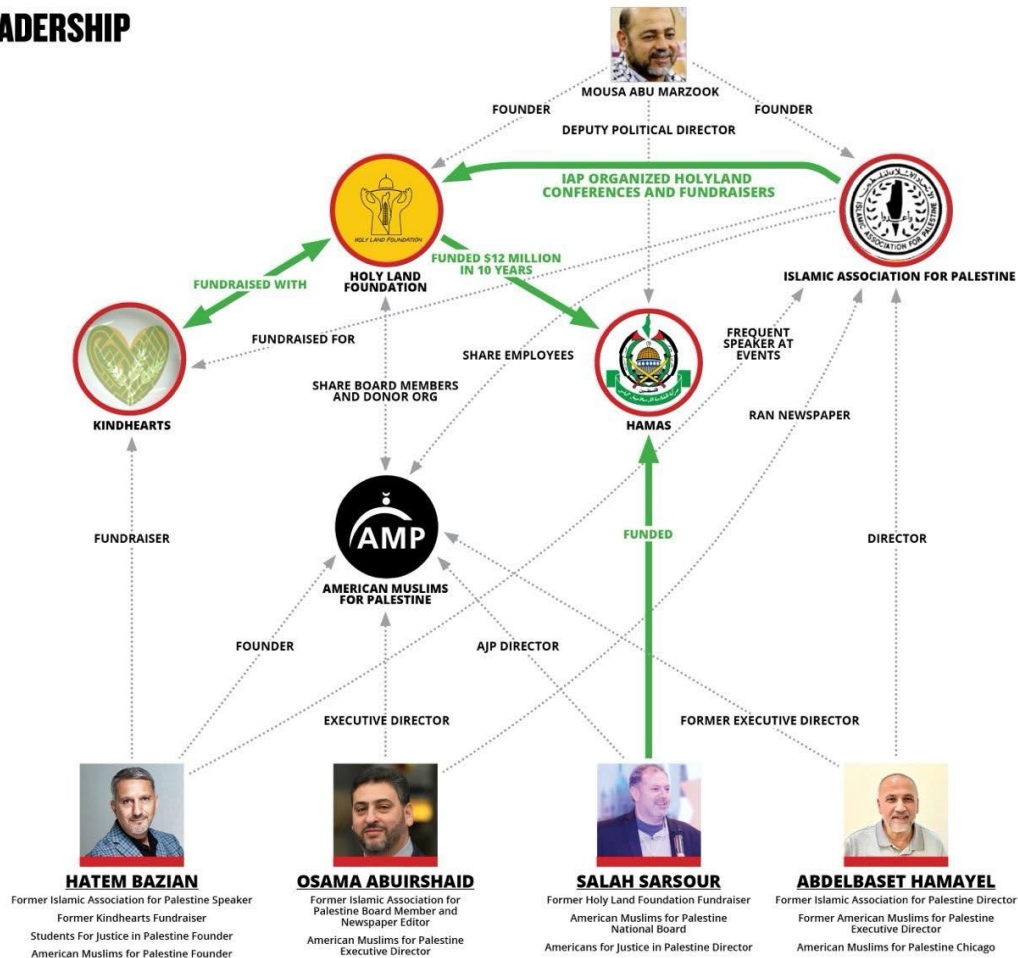 ADERSHIP
MOUSA ABU MARZOOK
FOUNDER
FOUNDER
DEPUTY POLITICAL DIRECTOR
IAP ORGANIZED HOLYLAND
CONFERENCES AND FUNDRAISERS
HOLY LAND FOUNDATION
ISLAMIC ASSOCIATION FOR PALESTINE
HOLY LAND
FOUNDATION
FUNDED $12 MILLION
IN 10 YEARS
ISLAMIC ASSOCIATION FOR PALESTINE
FUNDRAISED WITH
FUNDRAISED FOR
SHARE EMPLOYEES
FREQUENT
SPEAKER AT
EVENTS
SHARE BOARD MEMBERS
AND DONOR ORG
RAN NEWSPAPER
KINDHEARTS
HAMAS
AMP
FUNDRAISER
FUNDED
DIRECTOR
AMERICAN MUSLIMS
FOR PALESTINE
FOUNDER
AJP DIRECTOR
EXECUTIVE DIRECTOR
FORMER EXECUTIVE DIRECTOR
HATEM BAZIAN
Former Islamic Association for Palestine Speaker
Former Kindhearts Fundraiser
Students For Justice in Palestine Founder
American Muslims for Palestine Founder
OSAMA ABUIRSHAID
Former Islamic Association for
Palestine Board Member and
Newspaper Editor
American Muslims for Palestine
Executive Director
SALAH SARSOUR
Former Holy Land Foundation Fundraiser
American Muslims for Palestine
National Board
Americans for Justice in Palestine Director
ABDELBASET HAMAYEL
Former Islamic Association for Palestine Director
Former American Muslims for Palestine
Executive Director
American Muslims for Palestine Chicago